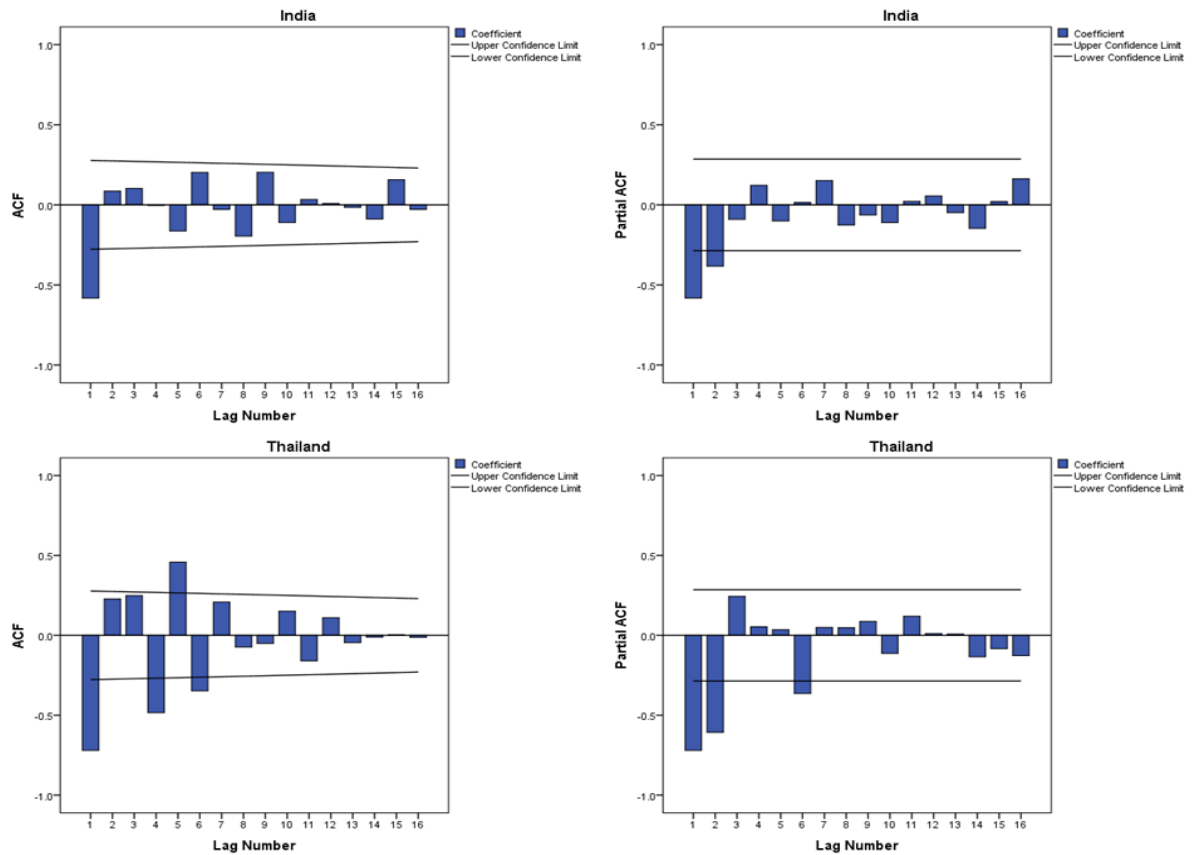 India
1.0
0.5
0.0
-0.5
-1.0
ACF
1 2 3 4 5 6 7 8 9 10 11 12 13 14 15 16
Lag Number
Coefficient
Upper Confidence Limit
Lower Confidence Limit
India
1.0
0.5
0.0
-0.5
-1.0
Partial ACF
1 2 3 4 5 6 7 8 9 10 11 12 13 14 15 16
Lag Number
Coefficient
Upper Confidence Limit
Lower Confidence Limit
Thailand
1.0
0.5
0.0
-0.5
-1.0
ACF
1 2 3 4 5 6 7 8 9 10 11 12 13 14 15 16
Lag Number
Coefficient
Upper Confidence Limit
Lower Confidence Limit
Thailand
1.0
0.5
0.0
-0.5
-1.0
Partial ACF
1 2 3 4 5 6 7 8 9 10 11 12 13 14 15 16
Lag Number
Coefficient
Upper Confidence Limit
Lower Confidence Limit